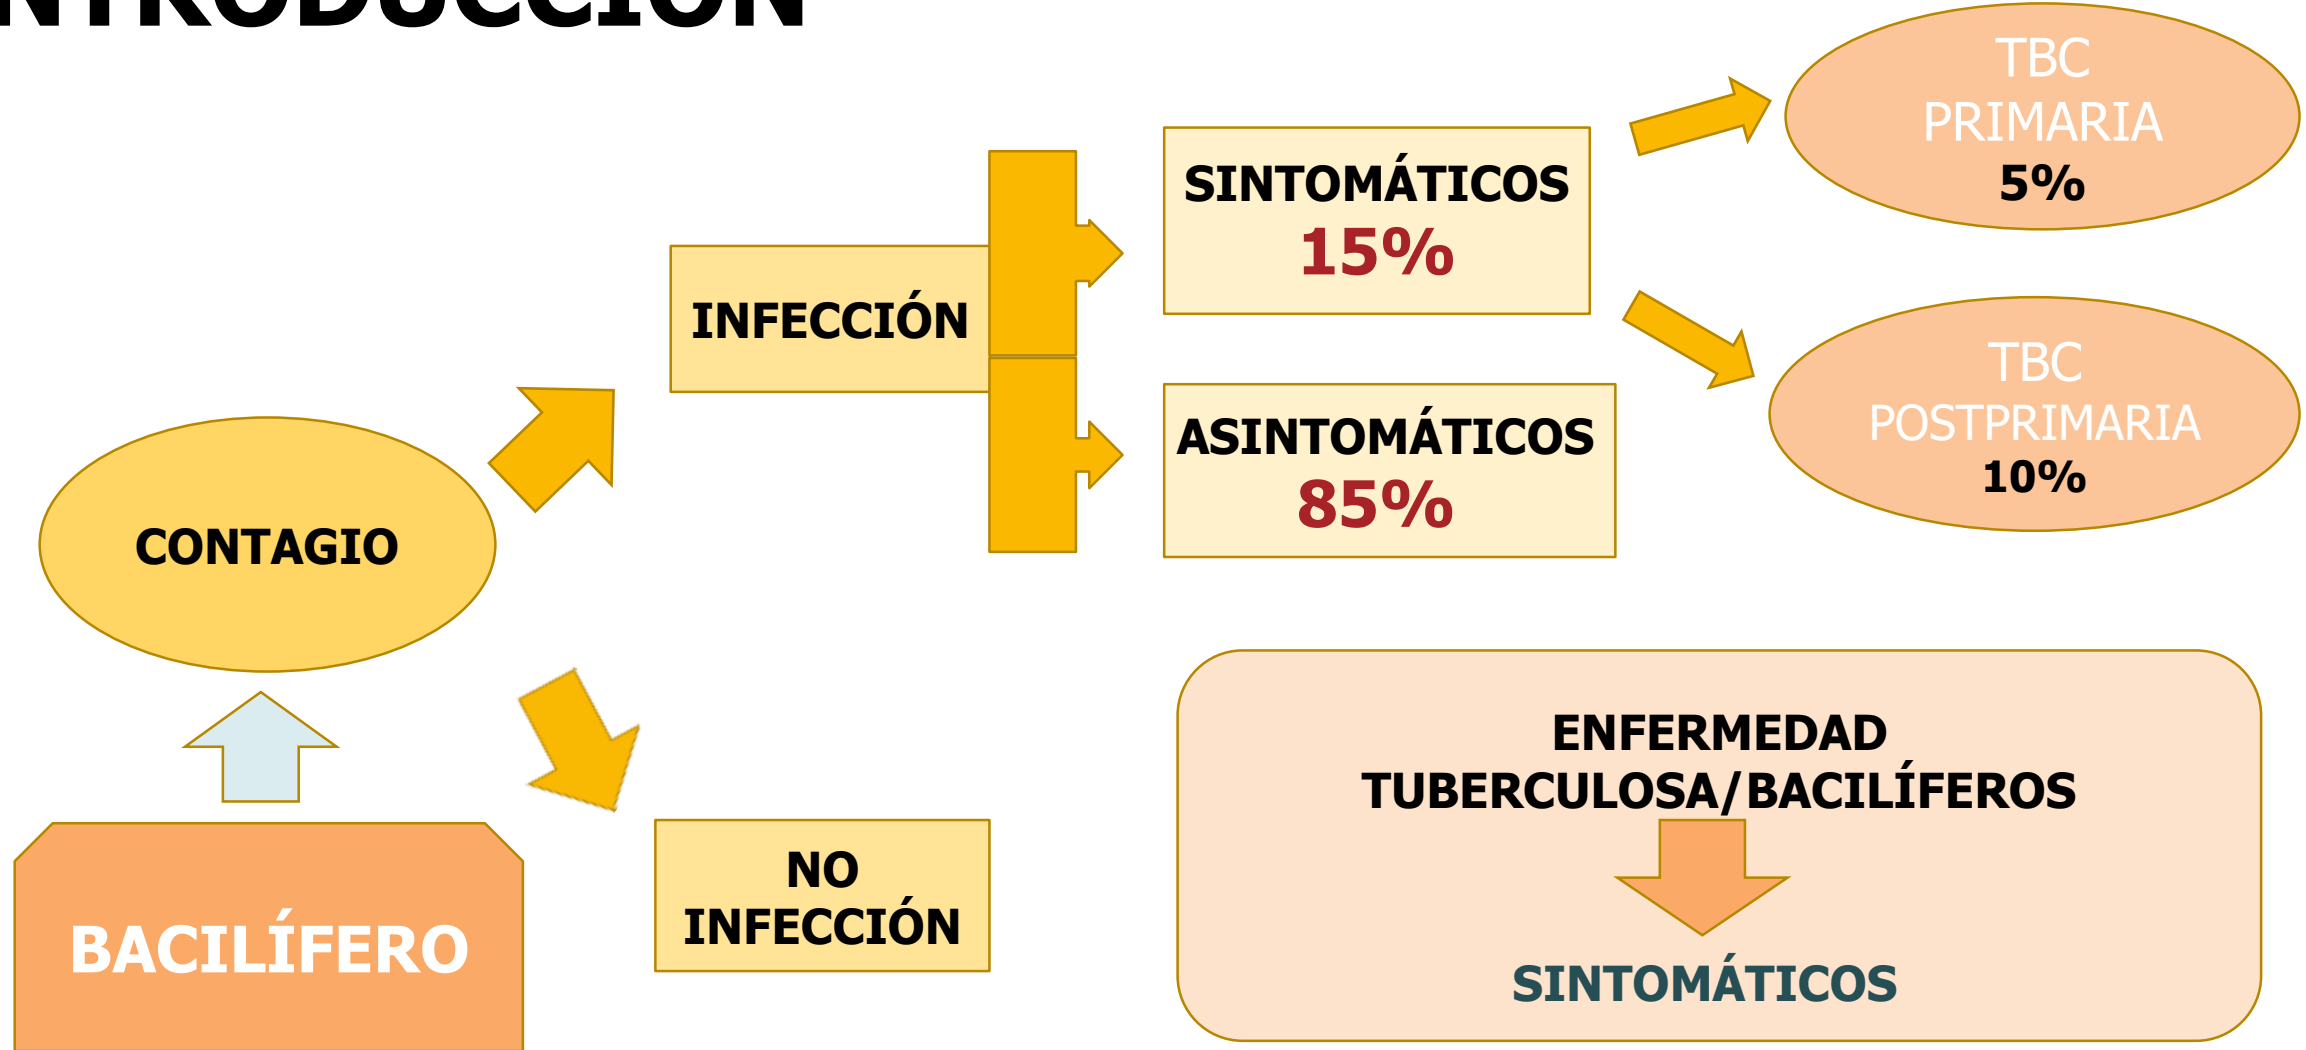 NTRODUCCIÓN
TBC
PRIMARIA
5%
SINTOMÁTICOS
15%
INFECCIÓN
TBC
POSTPRIMARIA
10%
ASINTOMÁTICOS
85%
CONTAGIO
NO
INFECCIÓN
BACILÍFERO
ENFERMEDAD
TUBERCULOSA/BACILÍFEROS
SINTOMÁTICOS